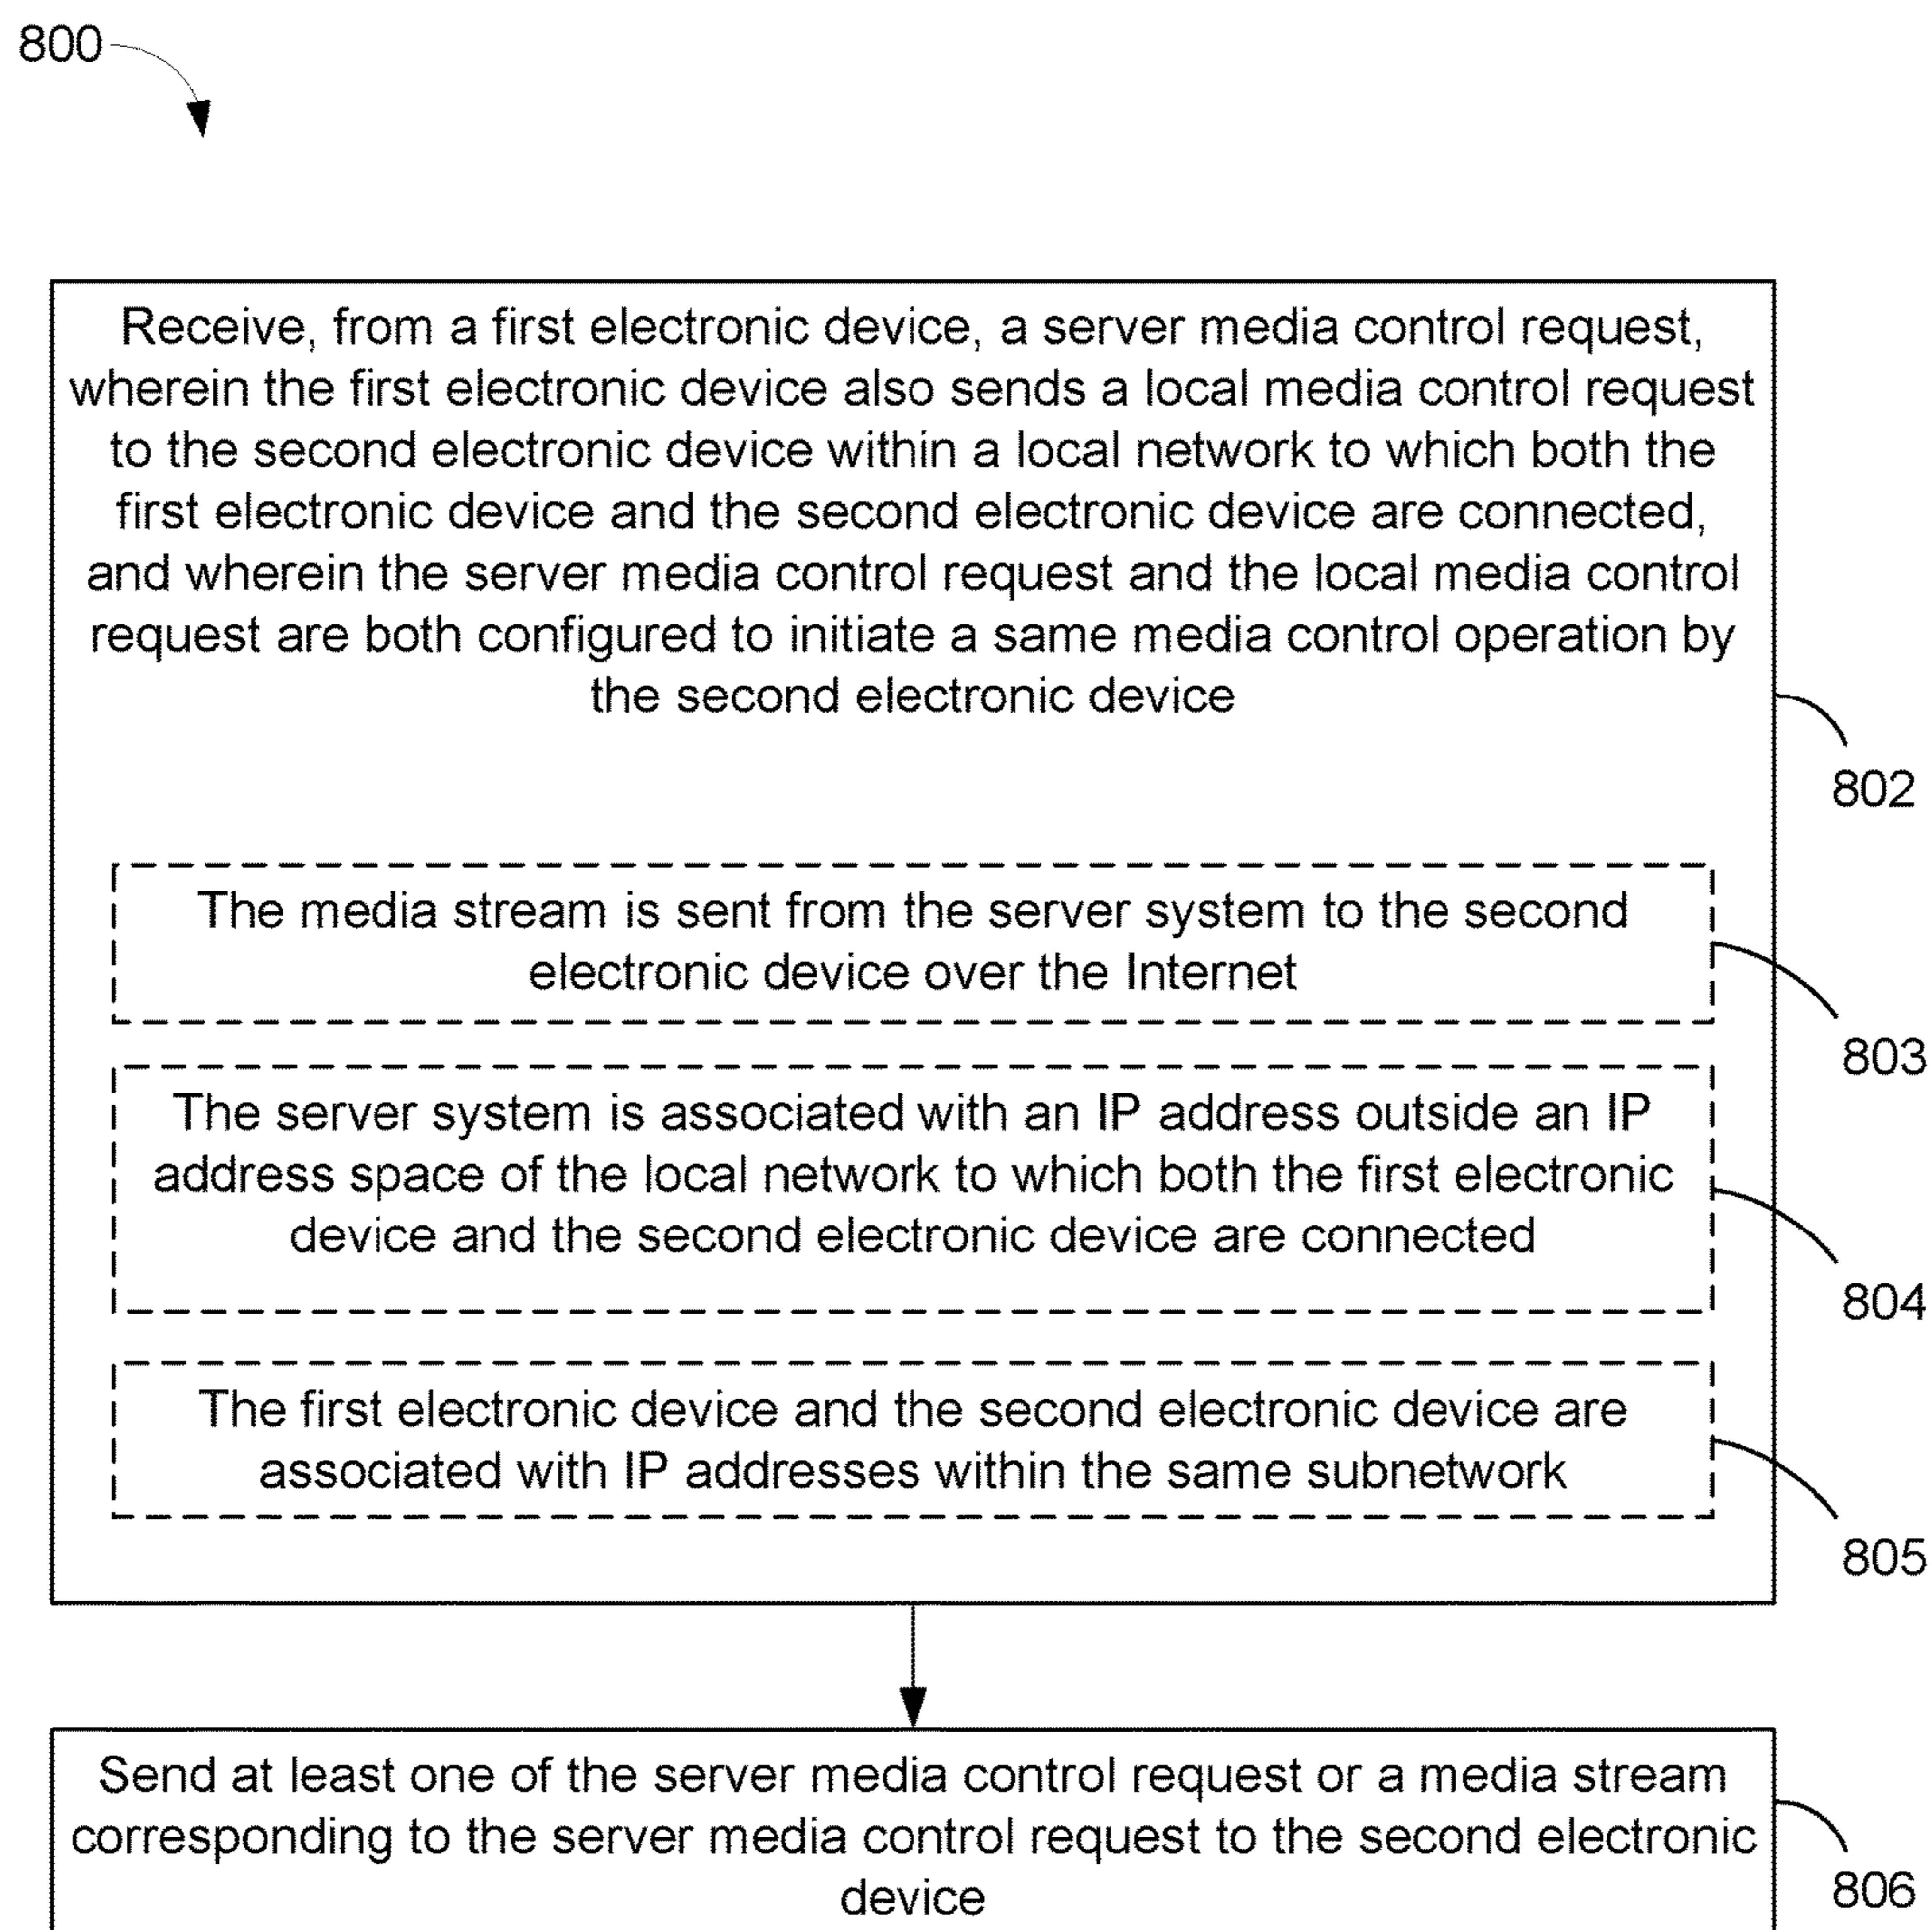 800
Receive, from a first electronic device, a server media control request,
wherein the first electronic device also sends a local media control request
to the second electronic device within a local network to which both the
first electronic device and the second electronic device are connected,
and wherein the server media control request and the local media control
request are both configured to initiate a same media control operation by
the second electronic device
802
The media stream is sent from the server system to the second
electronic device over the Internet
803
The server system is associated with an IP address outside an IP
address space of the local network to which both the first electronic
device and the second electronic device are connected
804
The first electronic device and the second electronic device are
associated with IP addresses within the same subnetwork
805
Send at least one of the server media control request or a media stream
corresponding to the server media control request to the second electronic
device
806